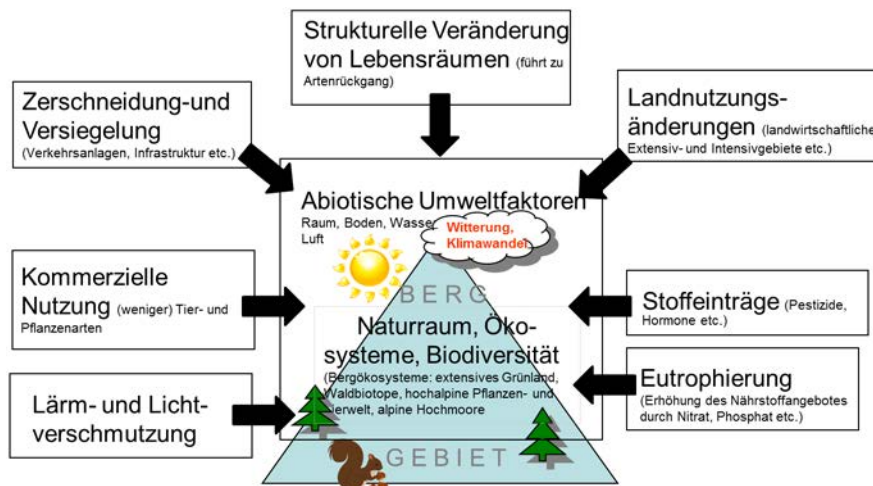 Strukturelle Veränderung
von Lebensräumen (führt zu
Artenrückgang)
Zerschneidung-und
Versiegelung
(Verkehrsanlagen, Infrastruktur etc.)
Landnutzungs-
änderungen (landwirtschaftliche
Extensiv- und Intensivgebiete etc.)
Abiotische Umweltfaktoren
Raum, Boden, Wasse
Luft
Witterung,
Klimawandel
Kommerzielle
Nutzung (weniger) Tier- und
Pflanzenarten
BERG
Stoffeinträge (Pestizide,
Hormone etc.)
Naturraum, Öko-
systeme, Biodiversität
(Bergökosysteme: extensives Grünland,
Waldbiotope, hochalpine Pflanzen- und
ierwelt, alpine Hochmoore
Lärm- und Licht-
verschmutzung
Eutrophierung
(Erhöhung des Nährstoffangebotes
durch Nitrat, Phosphat etc.)
GEBIET